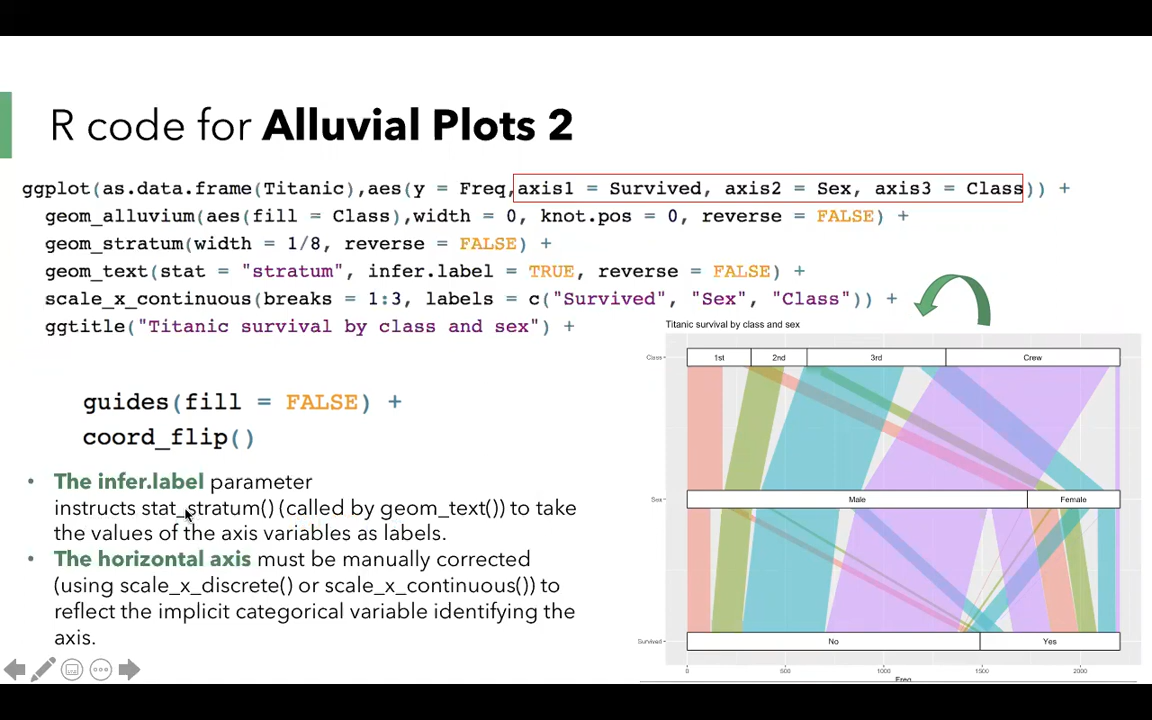 R code for Alluvial Plots 2
ggplot(as.data.frame(Titanic),aes(y = Freq,axis1 = Survived, axis2 = Sex, axis3 = Class)) +
geom_alluvium(aes(fill = Class),width = 0, knot.pos = 0, reverse = FALSE) +
geom_stratum(width = 1/8, reverse = FALSE) +
geom_text(stat = "stratum", infer.label = TRUE, reverse = FALSE) +
scale_x_continuous(breaks = 1:3, labels = c("Survived", "Sex", "Class")) +
ggtitle("Titanic survival by class and sex") +
guides(fill = FALSE) +
coord_flip()
• The infer.label parameter
instructs stat_stratum() (called by geom_text()) to take
the values of the axis variables as labels.
• The horizontal axis must be manually corrected
(using scale_x_discrete() or scale_x_continuous()) to
reflect the implicit categorical variable identifying the
axis.
Titanic survival by class and sex
Class 1st 2nd 3rd Crew
Sex Male Female
Survived No Yes
0 500 1000 1500 2000
Freq